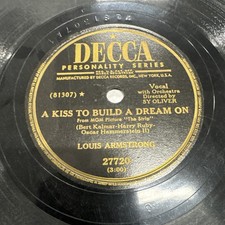 DECCA
PERSONALITY SERIES
MANUFACTURED BY DECCA RECORDS, INC., NEW YORK, U.S.A.
(81307) ★
Vocal
with Orchestra
Directed by
SY OLIVER
A KISS TO BUILD A DREAM ON
From MGM Picture "The Strip"
(Bert Kalmar-Harry Ruby-
Oscar Hammerstein II)
LOUIS ARMSTRONG
27720
(3:00)